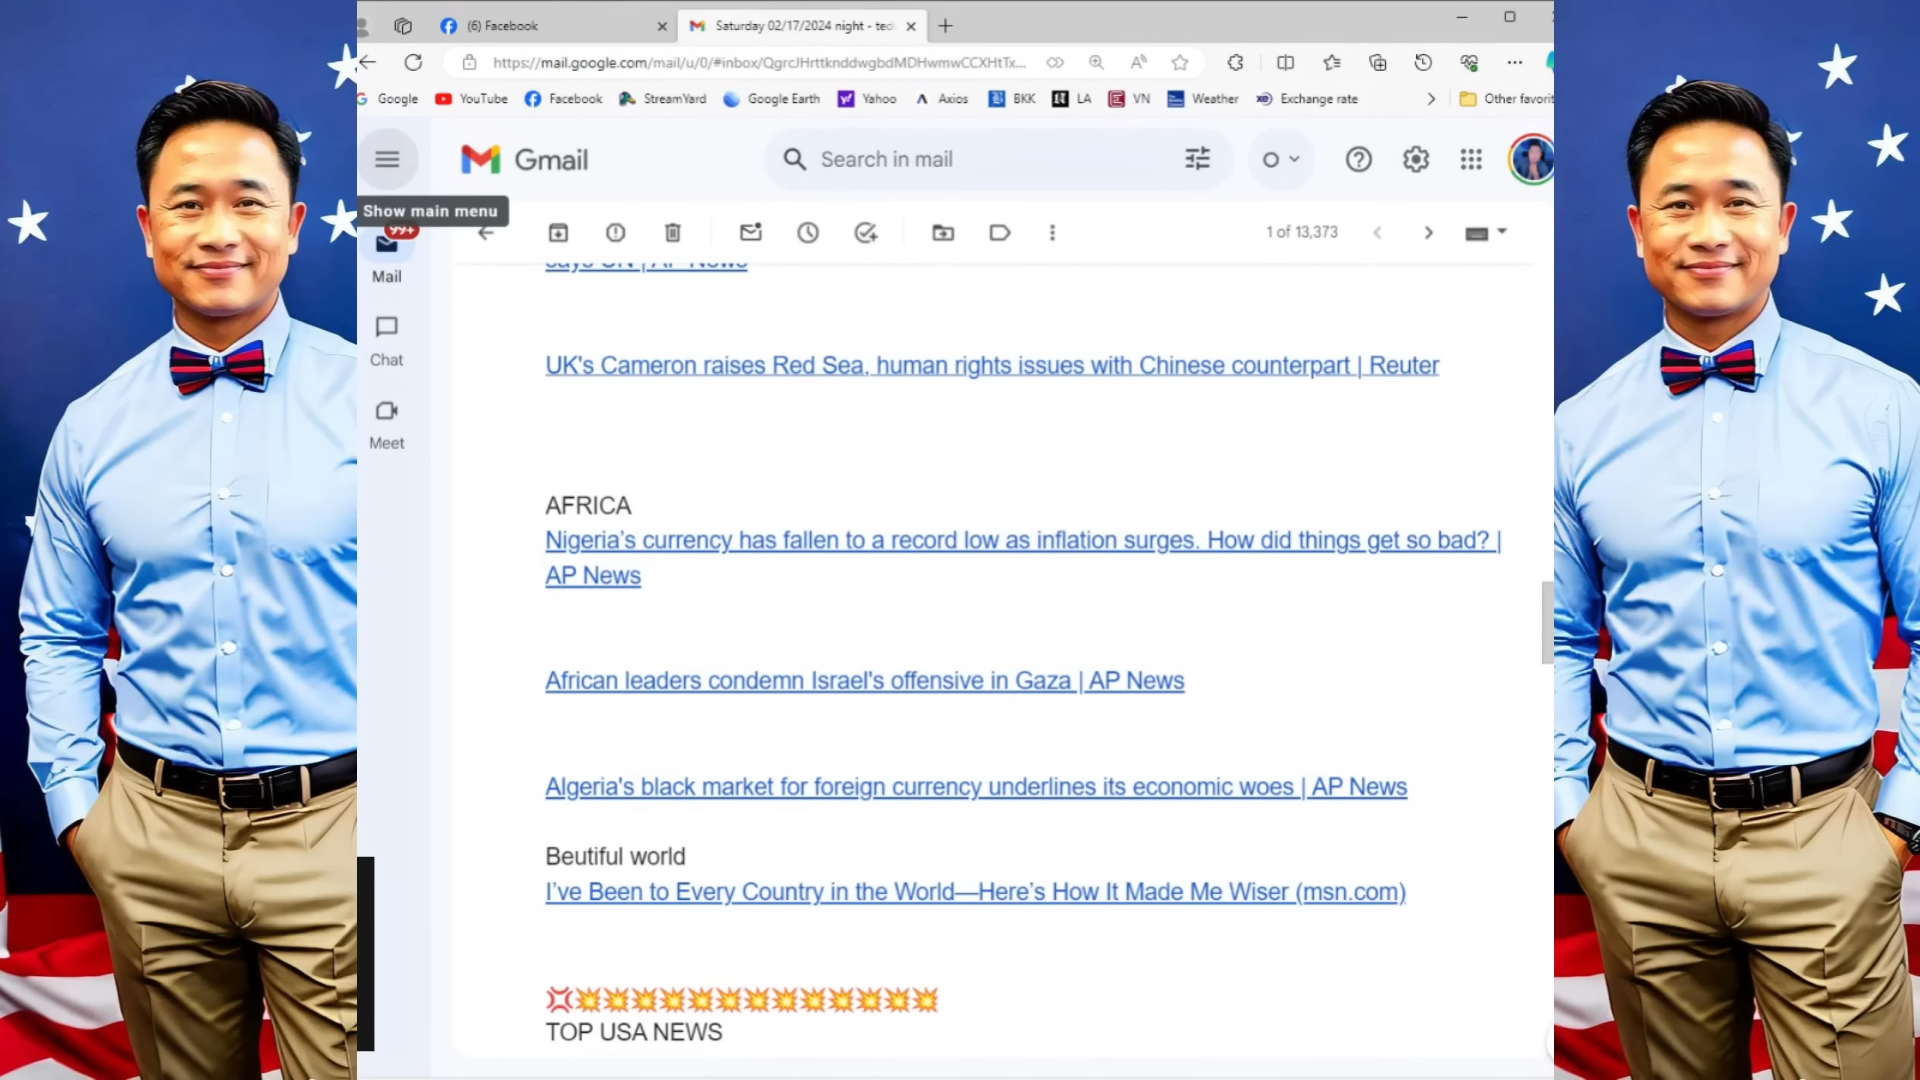 (6) Facebook
Saturday 02/17/2024 night - ted
https://mail.google.com/mail/u/0/#inbox/QgrcJHrttknddwgbdMDHwmwCCXHtTx...
Google YouTube Facebook StreamYard Google Earth Yahoo Axios BKK LA VN Weather Exchange rate Other favorit
Gmail
Search in mail
Show main menu
99+
1 of 13,373
Mail
Chat
Meet
says UN | AP News
UK's Cameron raises Red Sea, human rights issues with Chinese counterpart | Reuter
AFRICA
Nigeria’s currency has fallen to a record low as inflation surges. How did things get so bad? |
AP News
African leaders condemn Israel's offensive in Gaza | AP News
Algeria's black market for foreign currency underlines its economic woes | AP News
Beutiful world
I’ve Been to Every Country in the World—Here’s How It Made Me Wiser (msn.com)
TOP USA NEWS